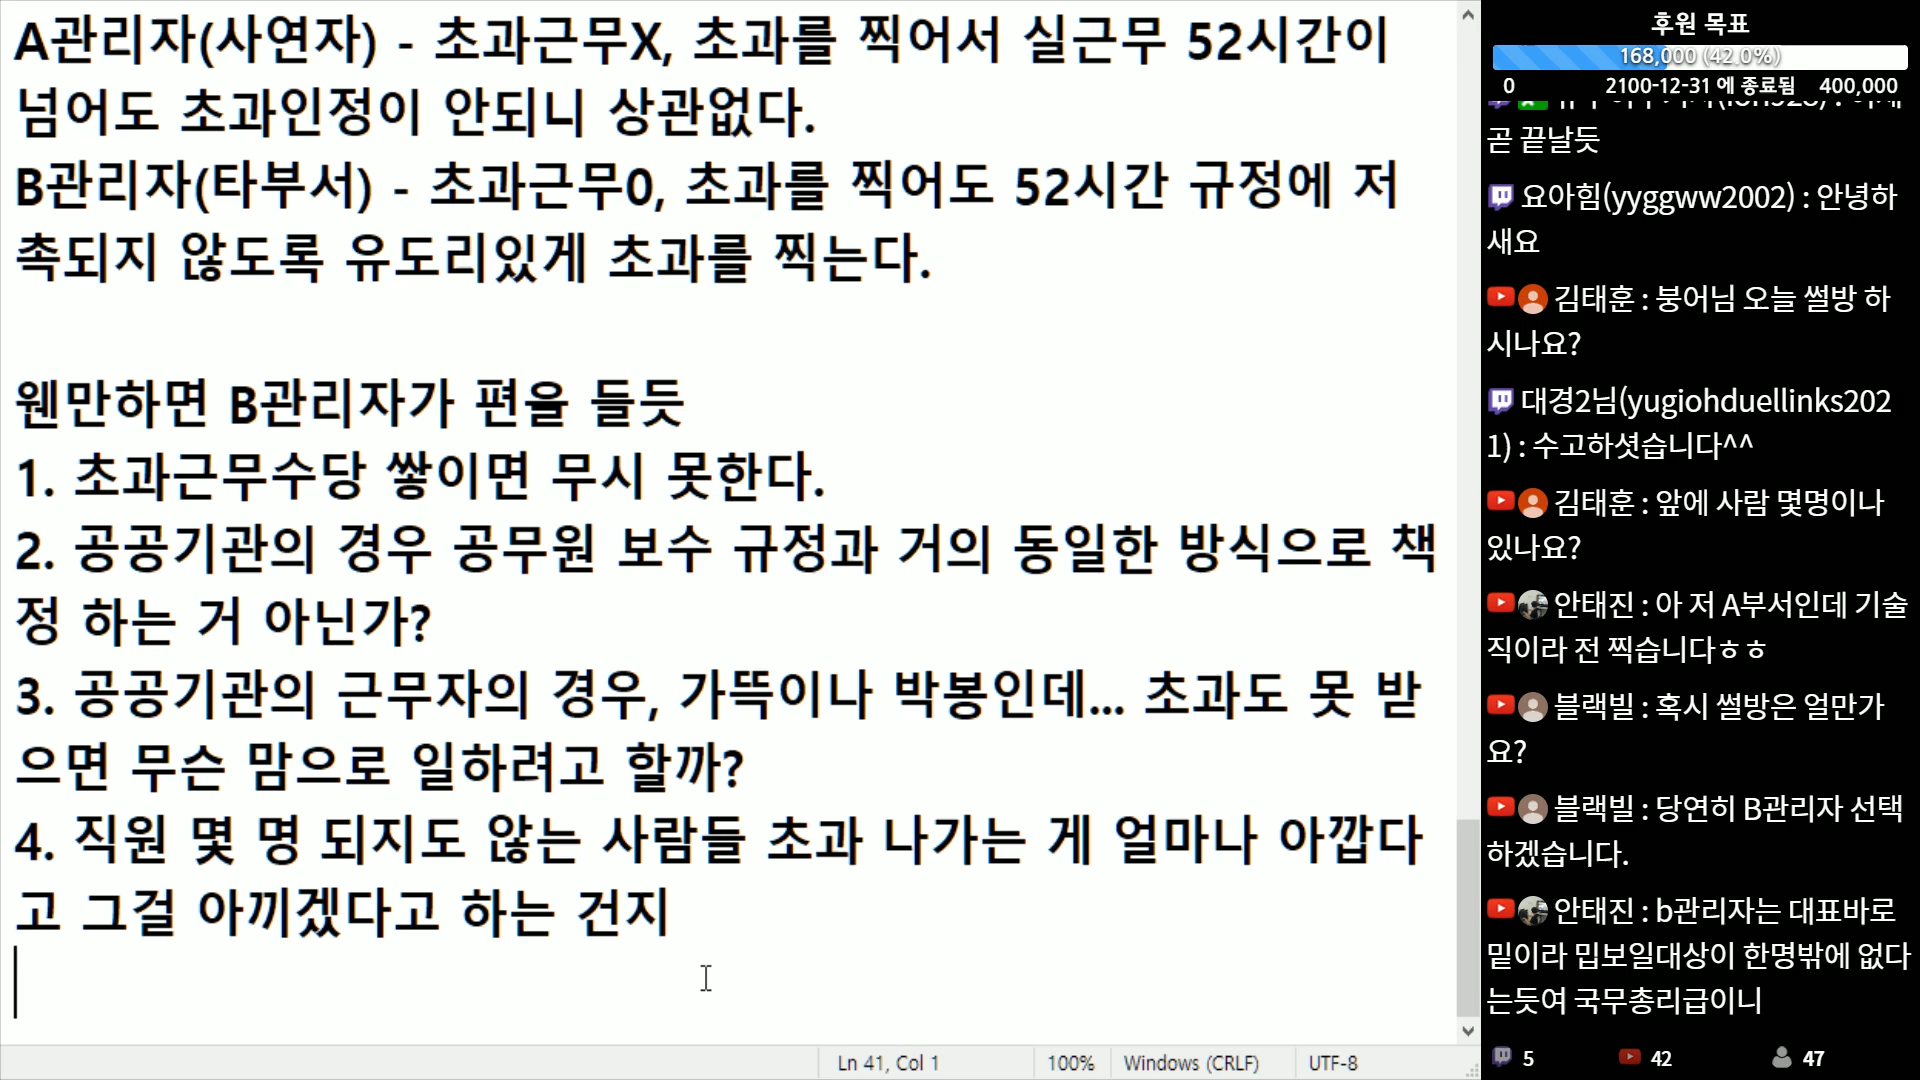 A관리자(사연자) - 초과근무X, 초과를 찍어서 실근무 52시간이
넘어도 초과인정이 안되니 상관없다.
B관리자(타부서) - 초과근무0, 초과를 찍어도 52시간 규정에 저
촉되지 않도록 유도리있게 초과를 찍는다.
웬만하면 B관리자가 편을 들듯
1. 초과근무수당 쌓이면 무시 못한다.
2. 공공기관의 경우 공무원 보수 규정과 거의 동일한 방식으로 책
정 하는 거 아닌가?
3. 공공기관의 근무자의 경우, 가뜩이나 박봉인데... 초과도 못 받
으면 무슨 맘으로 일하려고 할까?
4. 직원 몇 명 되지도 않는 사람들 초과 나가는 게 얼마나 아깝다
고 그걸 아끼겠다고 하는 건지
Ln 41, Col 1
100%
Windows (CRLF)
UTF-8
후원 목표
168,000 (42.0%)
0
2100-12-31 에 종료됨
400,000
곧 끝날듯
요아힘(yyggww2002) : 안녕하
새요
김태훈 : 붕어님 오늘 썰방 하
시나요?
대경2님(yugiohduellinks202
1) : 수고하셧습니다^^
김태훈 : 앞에 사람 몇명이나
있나요?
안태진 : 아 저 A부서인데 기술
직이라 전 찍습니다ㅎㅎ
블랙빌 : 혹시 썰방은 얼만가
요?
블랙빌 : 당연히 B관리자 선택
하겠습니다.
안태진 : b관리자는 대표바로
밑이라 밉보일대상이 한명밖에 없다
는듯여 국무총리급이니
5
42
47